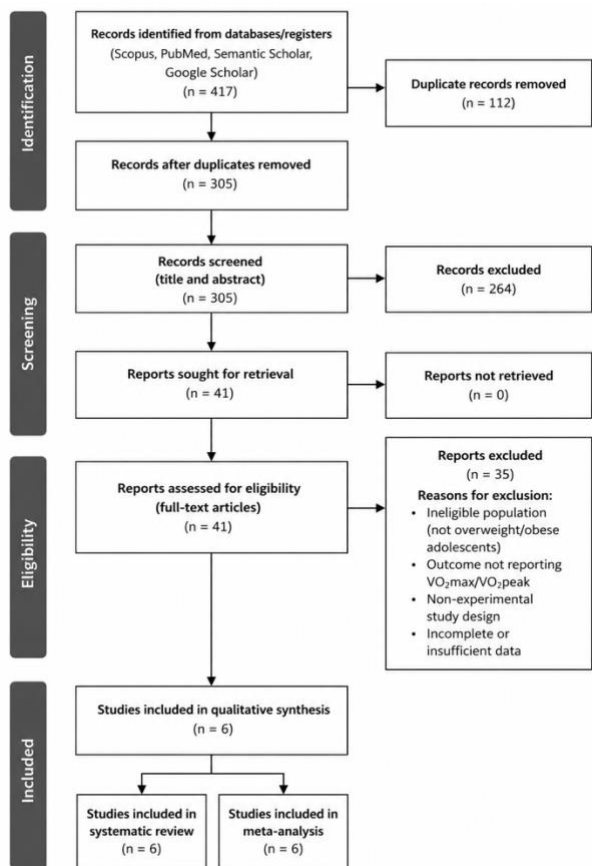 Identification
Records identified from databases/registers
(Scopus, PubMed, Semantic Scholar,
Google Scholar)
(n = 417)
Duplicate records removed
(n = 112)
Records after duplicates removed
(n = 305)
Screening
Records screened
(title and abstract)
(n = 305)
Records excluded
(n = 264)
Reports sought for retrieval
(n = 41)
Reports not retrieved
(n = 0)
Eligibility
Reports assessed for eligibility
(full-text articles)
(n = 41)
Reports excluded
(n = 35)
Reasons for exclusion:
• Ineligible population
(not overweight/obese
adolescents)
• Outcome not reporting
VO₂max/VO₂peak
• Non-experimental
study design
• Incomplete or
insufficient data
Included
Studies included in qualitative synthesis
(n = 6)
Studies included in
systematic review
(n = 6)
Studies included in
meta-analysis
(n = 6)